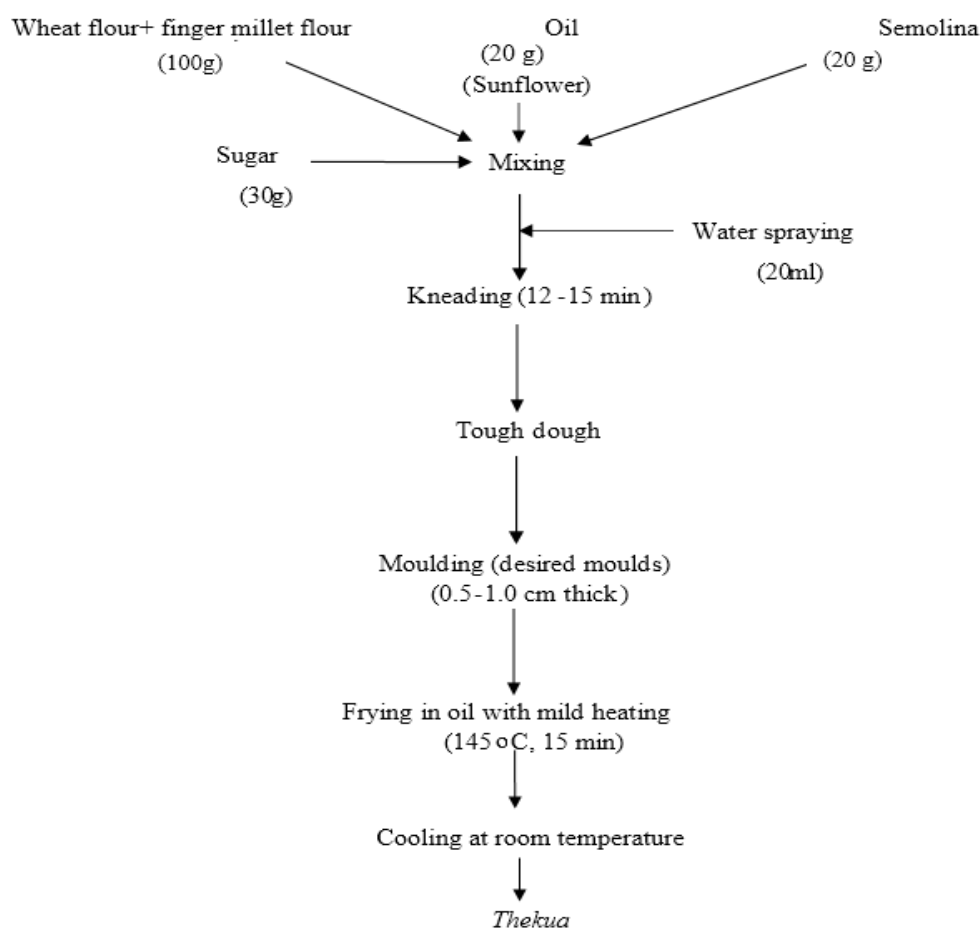 Wheat flour+ finger millet flour
(100g)
Oil
(20 g)
(Sunflower)
Semolina
(20 g)
Sugar
(30g)
Mixing
Water spraying
(20ml)
Kneading (12 -15 min)
Tough dough
Moulding (desired moulds)
(0.5-1.0 cm thick)
Frying in oil with mild heating
(145 oC, 15 min)
Cooling at room temperature
Thekua